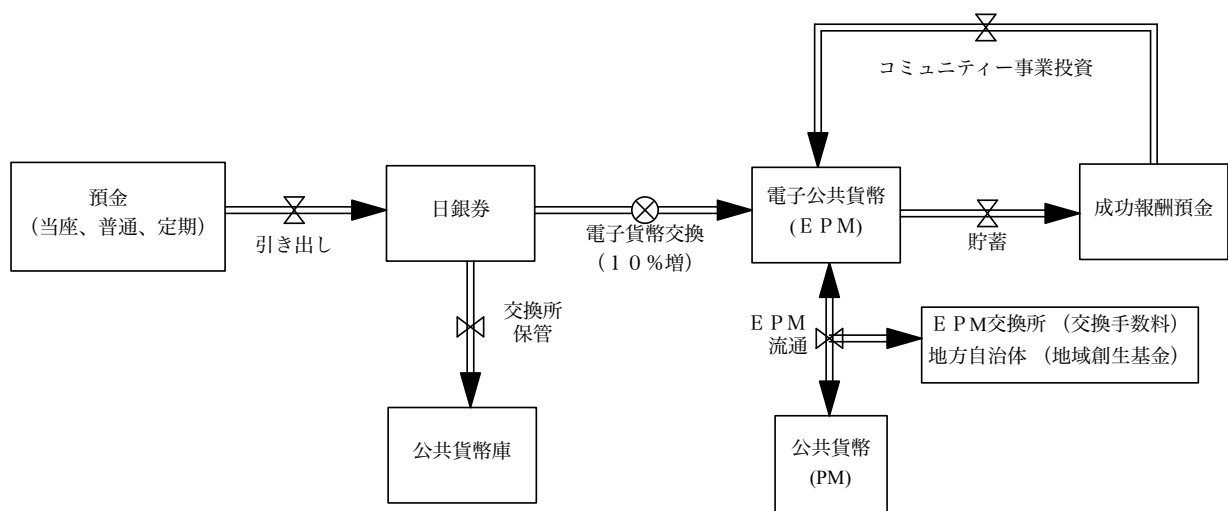 コミュニティー事業投資
預金
（当座、普通、定期）
引き出し
日銀券
電子貨幣交換
（１０％増）
電子公共貨幣
(ＥＰＭ)
貯蓄
成功報酬預金
交換所
保管
ＥＰＭ
流通
ＥＰＭ交換所 （交換手数料）
地方自治体 （地域創生基金）
公共貨幣庫
公共貨幣
(PM)